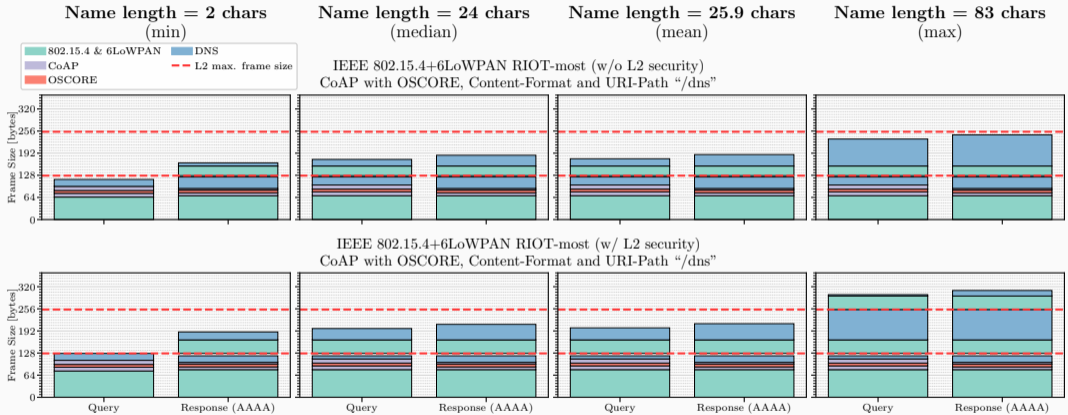 Name length = 2 chars
(min)
Name length = 24 chars
(median)
Name length = 25.9 chars
(mean)
Name length = 83 chars
(max)
802.15.4 & 6LoWPAN
CoAP
OSCORE
DNS
L2 max. frame size
IEEE 802.15.4+6LoWPAN RIOT-most (w/o L2 security)
CoAP with OSCORE, Content-Format and URI-Path “/dns”
Frame Size [bytes]
320
256
192
128
64
0
IEEE 802.15.4+6LoWPAN RIOT-most (w/ L2 security)
CoAP with OSCORE, Content-Format and URI-Path “/dns”
Frame Size [bytes]
320
256
192
128
64
0
Query
Response (AAAA)
Query
Response (AAAA)
Query
Response (AAAA)
Query
Response (AAAA)